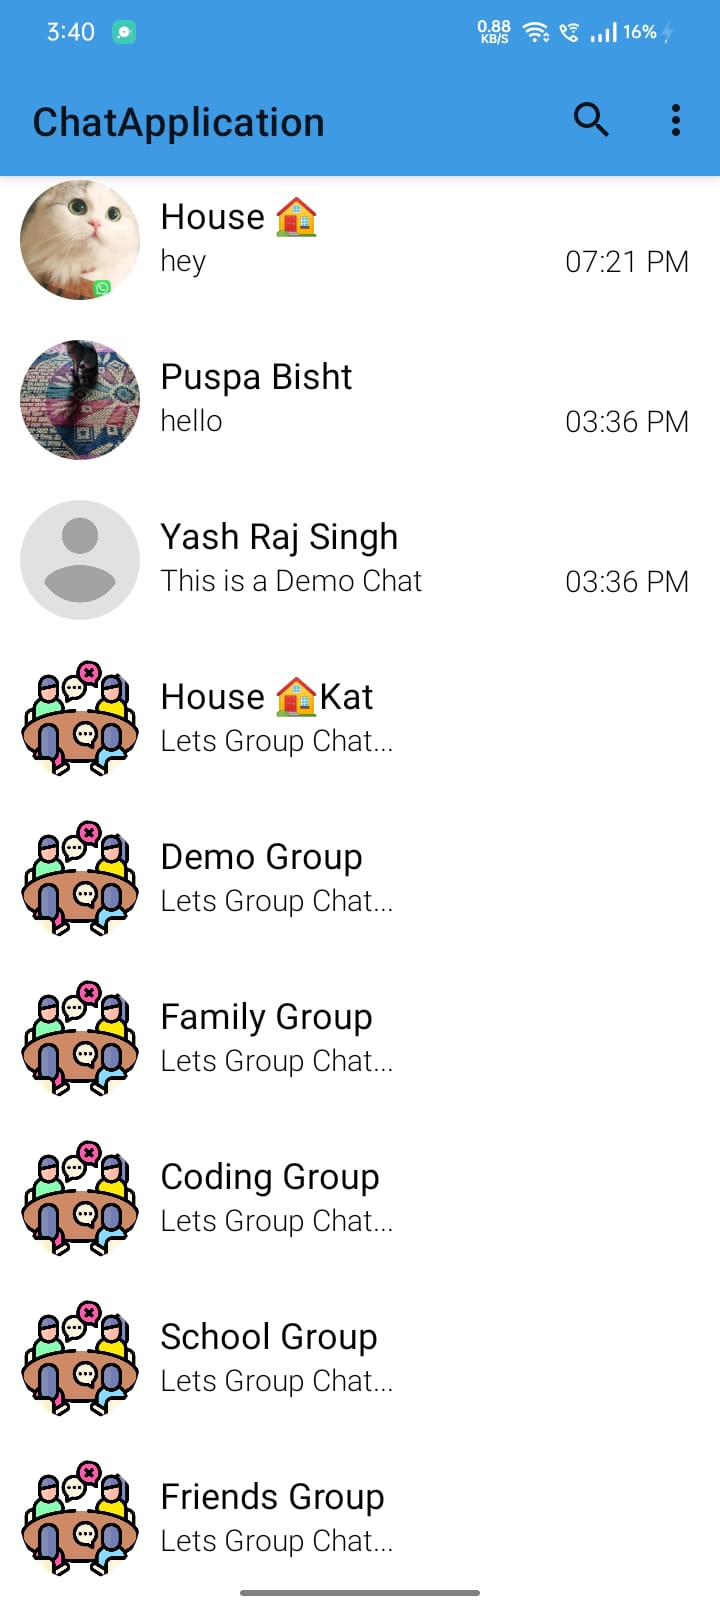 3:40 0.88 KB/S 16%
ChatApplication
House 🏠
hey 07:21 PM
Puspa Bisht
hello 03:36 PM
Yash Raj Singh
This is a Demo Chat 03:36 PM
House 🏠Kat
Lets Group Chat...
Demo Group
Lets Group Chat...
Family Group
Lets Group Chat...
Coding Group
Lets Group Chat...
School Group
Lets Group Chat...
Friends Group
Lets Group Chat...